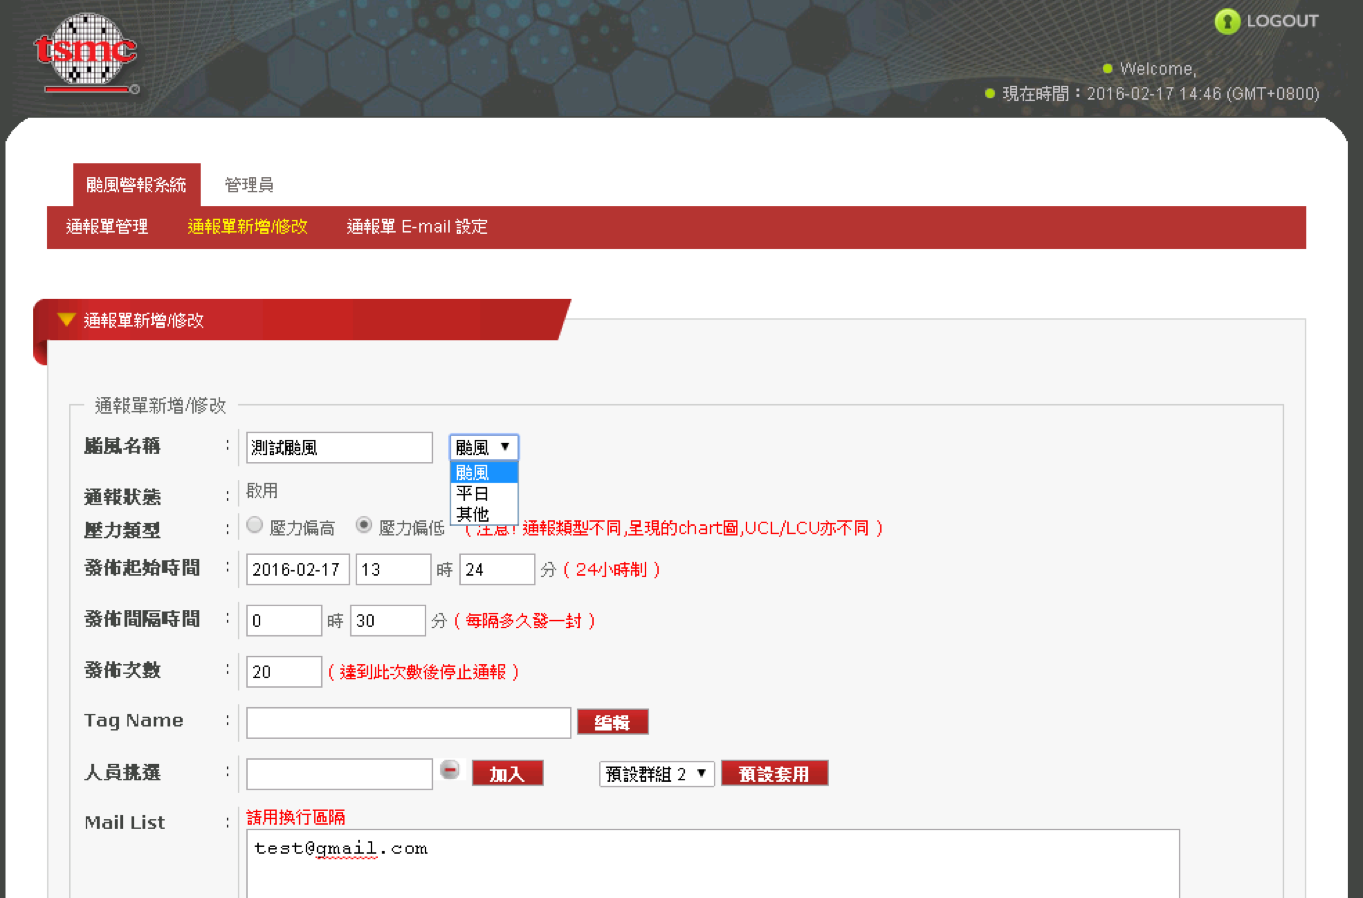 tsmc
LOGOUT
Welcome,
現在時間：2016-02-17 14:46 (GMT+0800)
颱風警報系統 管理員
通報單管理 通報單新增/修改 通報單 E-mail 設定
通報單新增/修改
通報單新增/修改
颱風名稱 : 測試颱風 颱風
颱風
平日
其他
通報狀態 : 啟用
壓力類型 : 壓力偏高 壓力偏低 ( 注意! 通報類型不同,呈現的chart圖,UCL/LCU亦不同 )
發佈起始時間 : 2016-02-17 13 時 24 分 ( 24小時制 )
發佈間隔時間 : 0 時 30 分 ( 每隔多久發一封 )
發佈次數 : 20 ( 達到此次數後停止通報 )
Tag Name : 編輯
人員挑選 : 加入 預設群組 2 預設套用
Mail List : 請用換行區隔
test@gmail.com